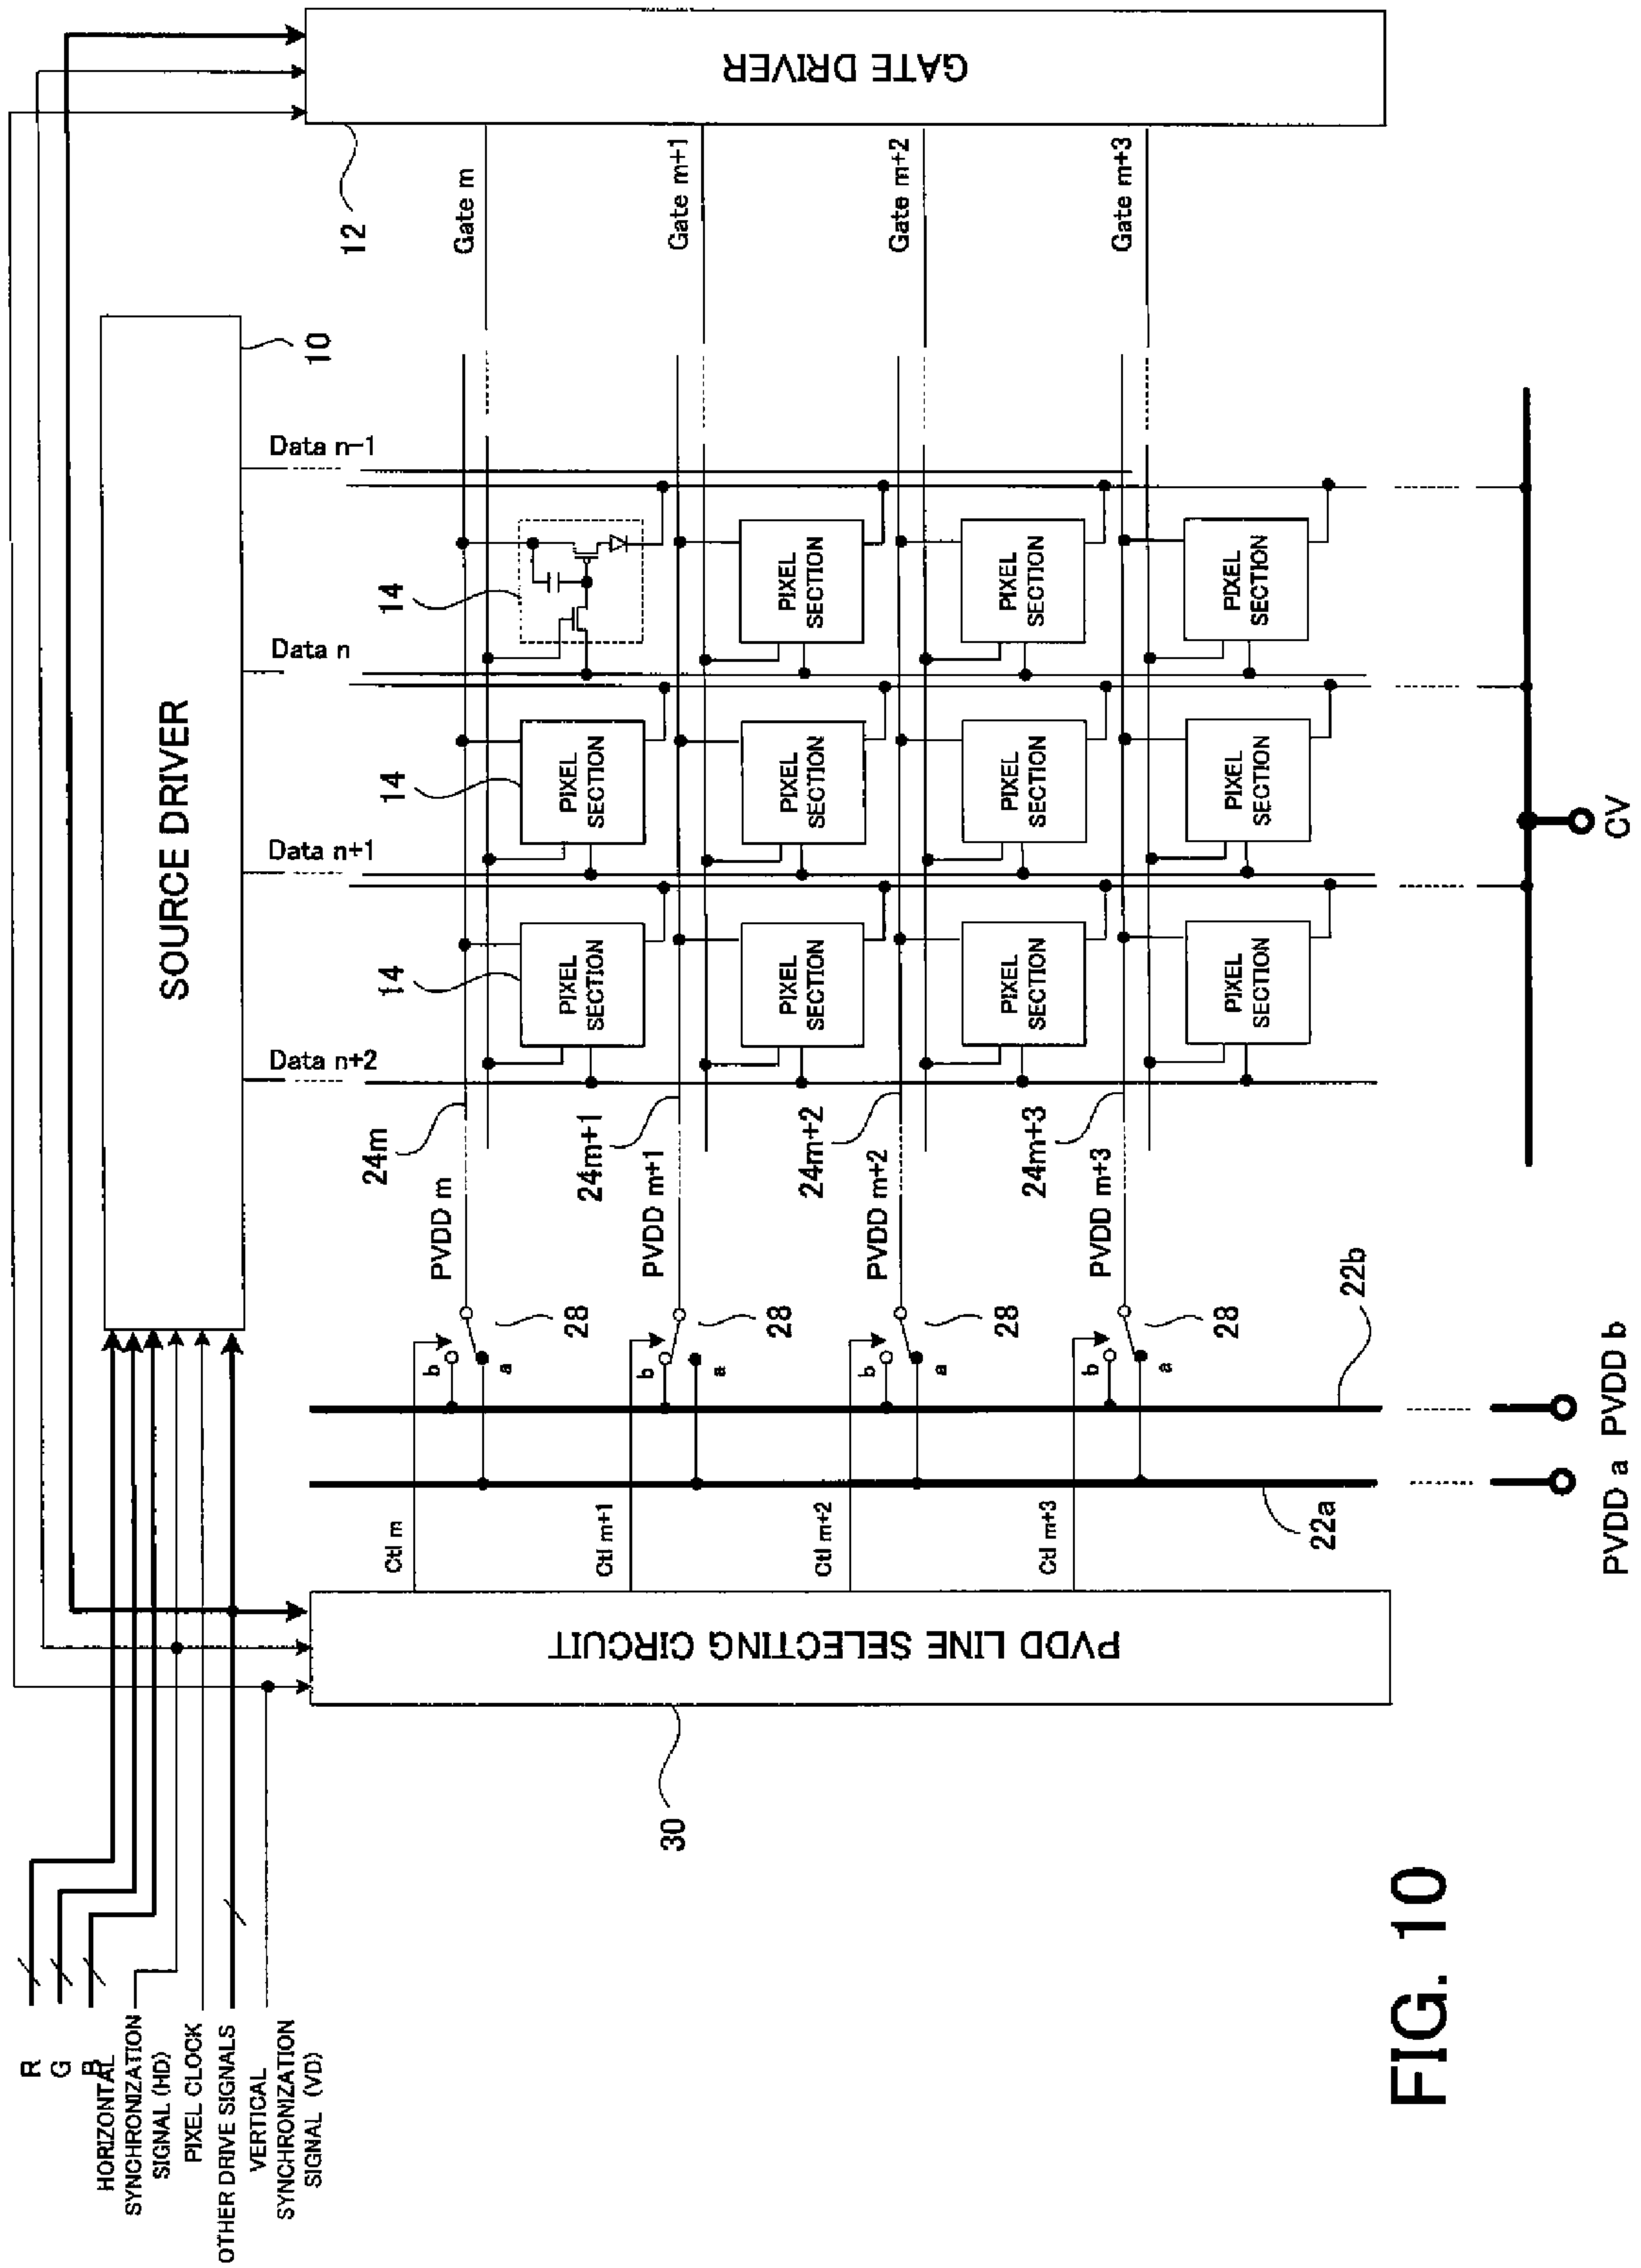 R
G
B
HORIZONTAL
SYNCHRONIZATION
SIGNAL (HD)
PIXEL CLOCK
OTHER DRIVE SIGNALS
VERTICAL
SYNCHRONIZATION
SIGNAL (VD)
SOURCE DRIVER
10
GATE DRIVER
12
PVDD LINE SELECTING CIRCUIT
30
Data n-1
Data n
Data n+1
Data n+2
Gate m
Gate m+1
Gate m+2
Gate m+3
14
14
14
PIXEL
SECTION
PIXEL
SECTION
PIXEL
SECTION
PIXEL
SECTION
PIXEL
SECTION
PIXEL
SECTION
PIXEL
SECTION
PIXEL
SECTION
PIXEL
SECTION
PIXEL
SECTION
PIXEL
SECTION
24m
24m+1
24m+2
24m+3
PVDD m
PVDD m+1
PVDD m+2
PVDD m+3
28
28
28
28
b
a
b
a
b
a
b
a
Ctl m
Ctl m+1
Ctl m+2
Ctl m+3
22a
22b
PVDD a
PVDD b
CV
FIG. 10